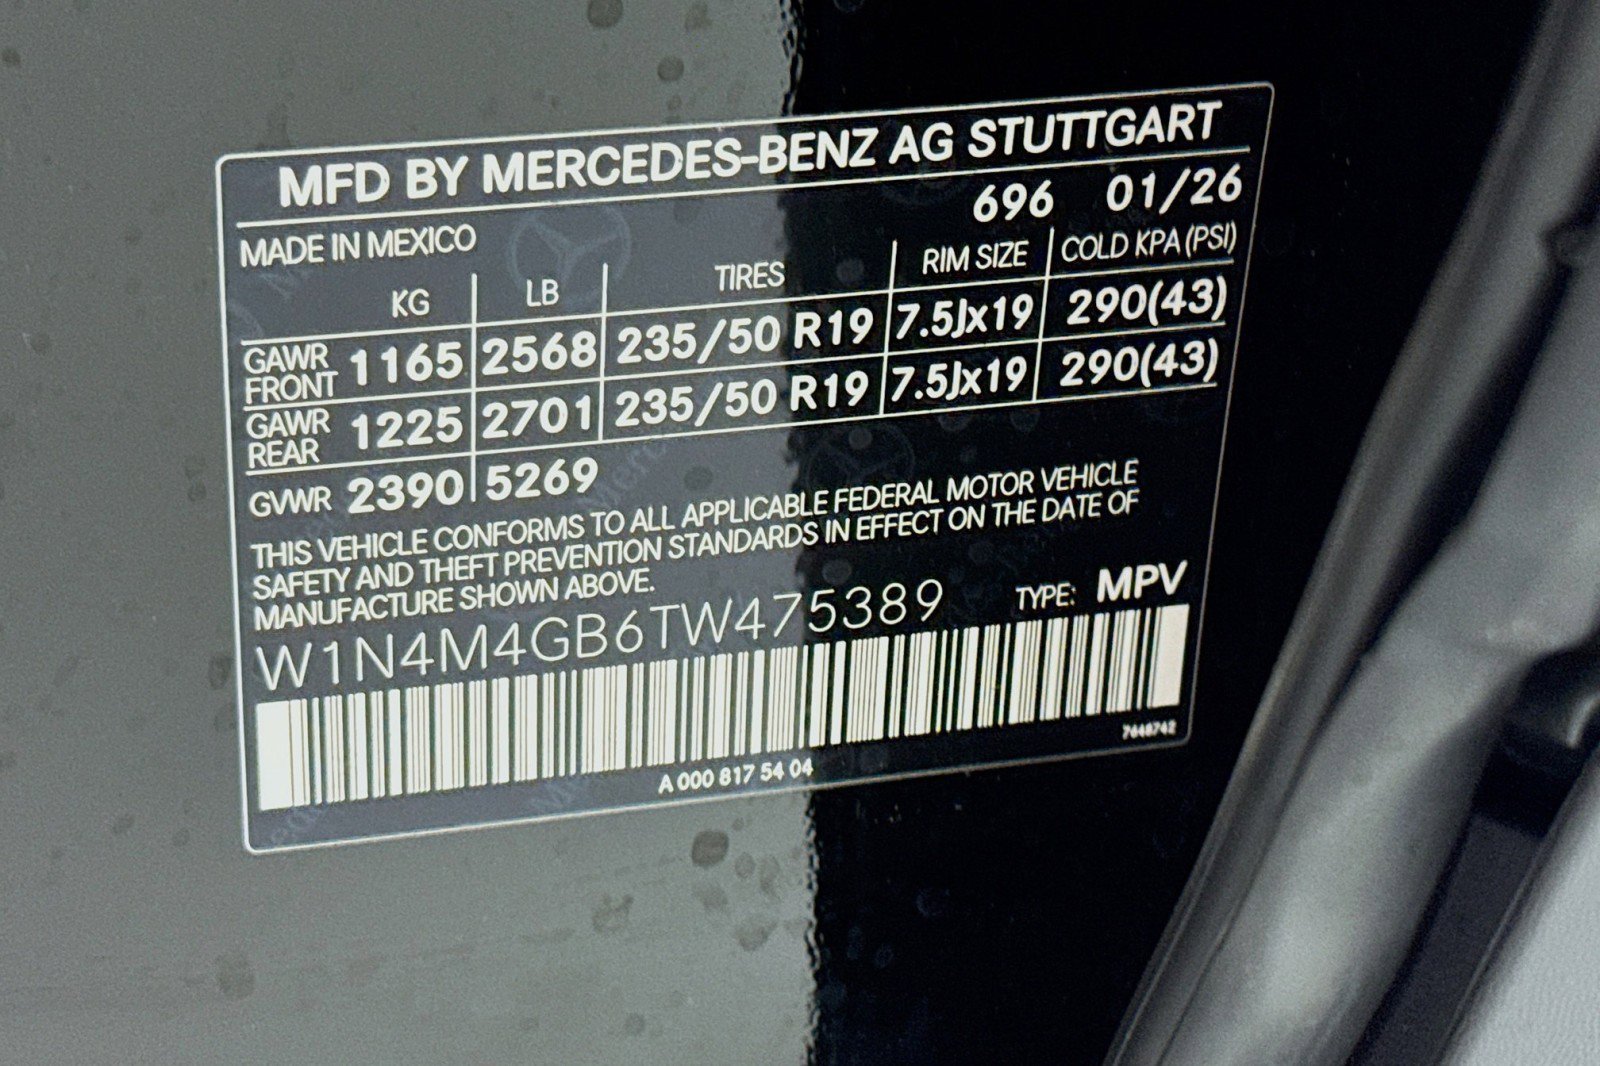 MFD BY MERCEDES-BENZ AG STUTTGART
696 01/26
MADE IN MEXICO
KG LB TIRES RIM SIZE COLD KPA (PSI)
GAWR FRONT 1165 2568 235/50 R19 7.5Jx19 290(43)
GAWR REAR 1225 2701 235/50 R19 7.5Jx19 290(43)
GVWR 2390 5269
THIS VEHICLE CONFORMS TO ALL APPLICABLE FEDERAL MOTOR VEHICLE
SAFETY AND THEFT PREVENTION STANDARDS IN EFFECT ON THE DATE OF
MANUFACTURE SHOWN ABOVE.
W1N4M4GB6TW475389 TYPE: MPV
7648742
A 000 817 54 04